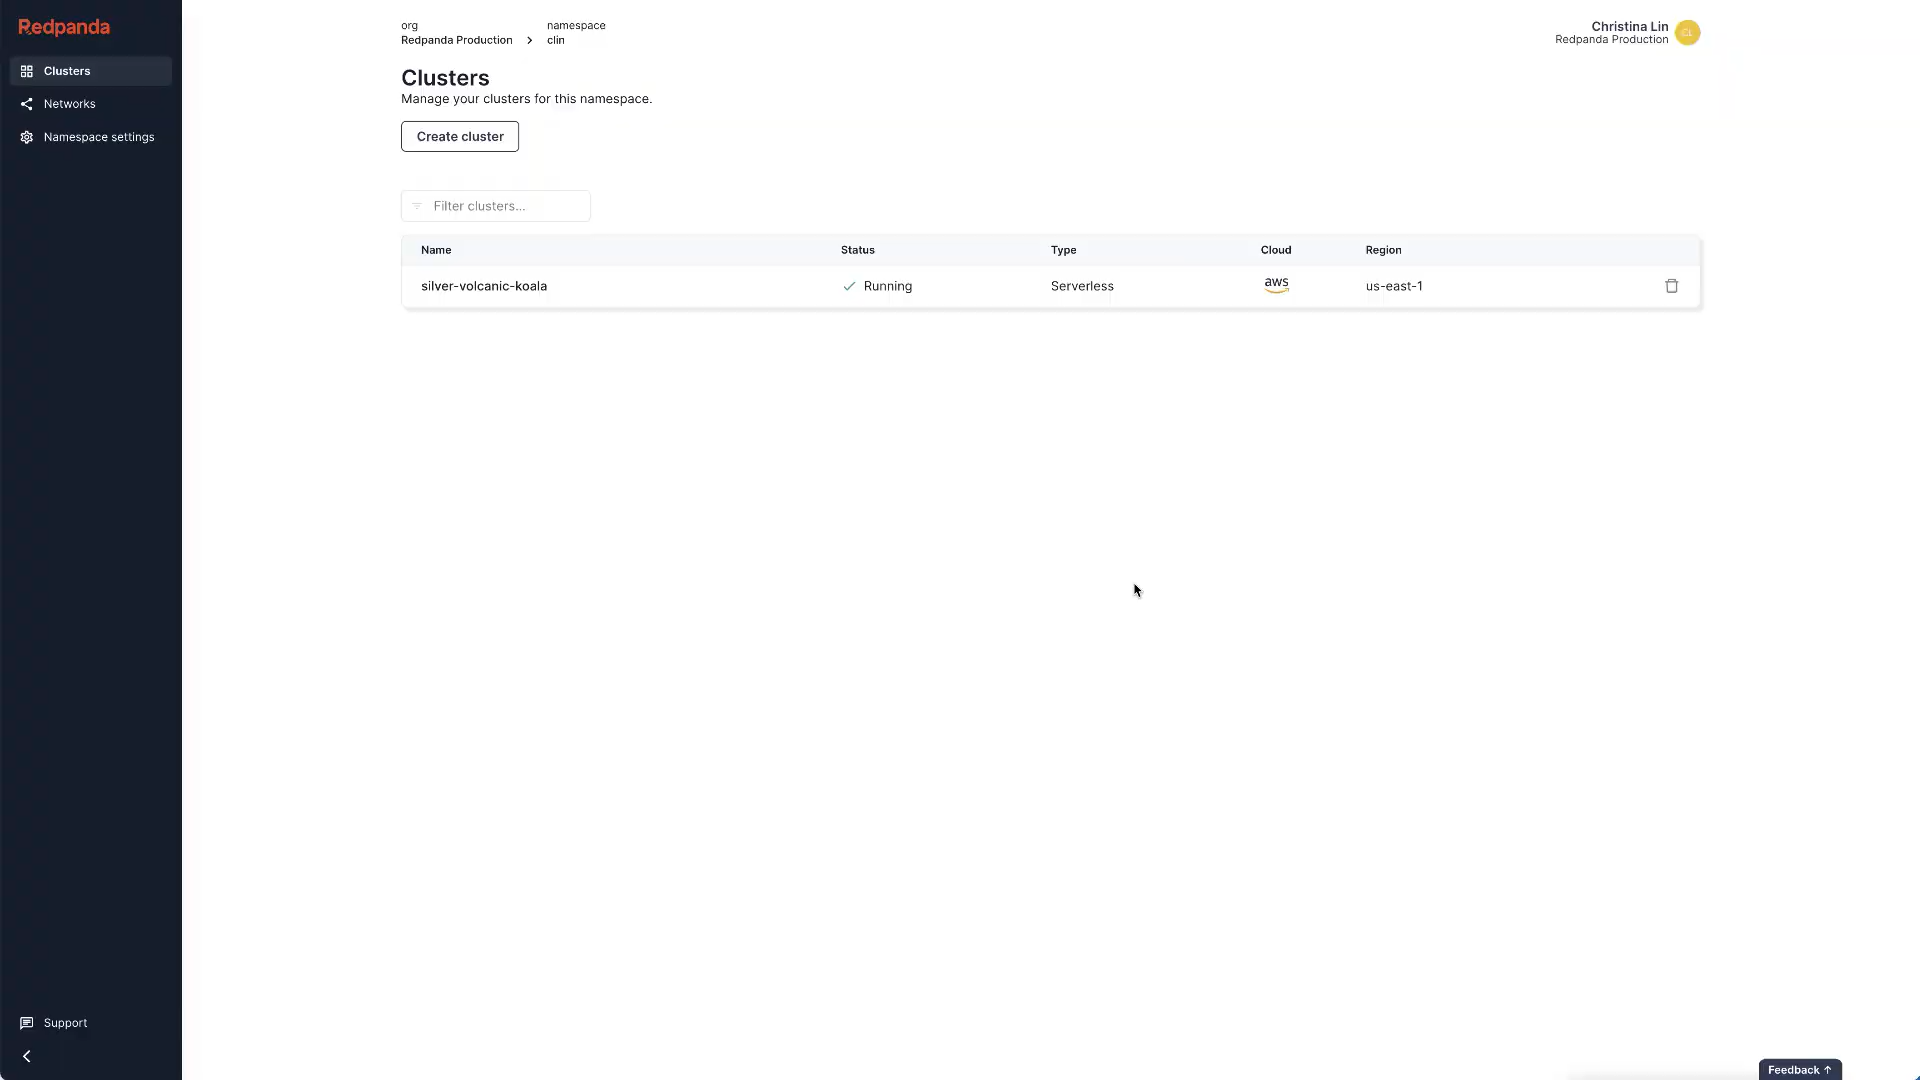 Redpanda
Clusters
Networks
Namespace settings
Support
org
Redpanda Production
namespace
clin
Christina Lin
Redpanda Production
CL
Clusters
Manage your clusters for this namespace.
Create cluster
Filter clusters...
Name Status Type Cloud Region
silver-volcanic-koala Running Serverless aws us-east-1
Feedback ↑